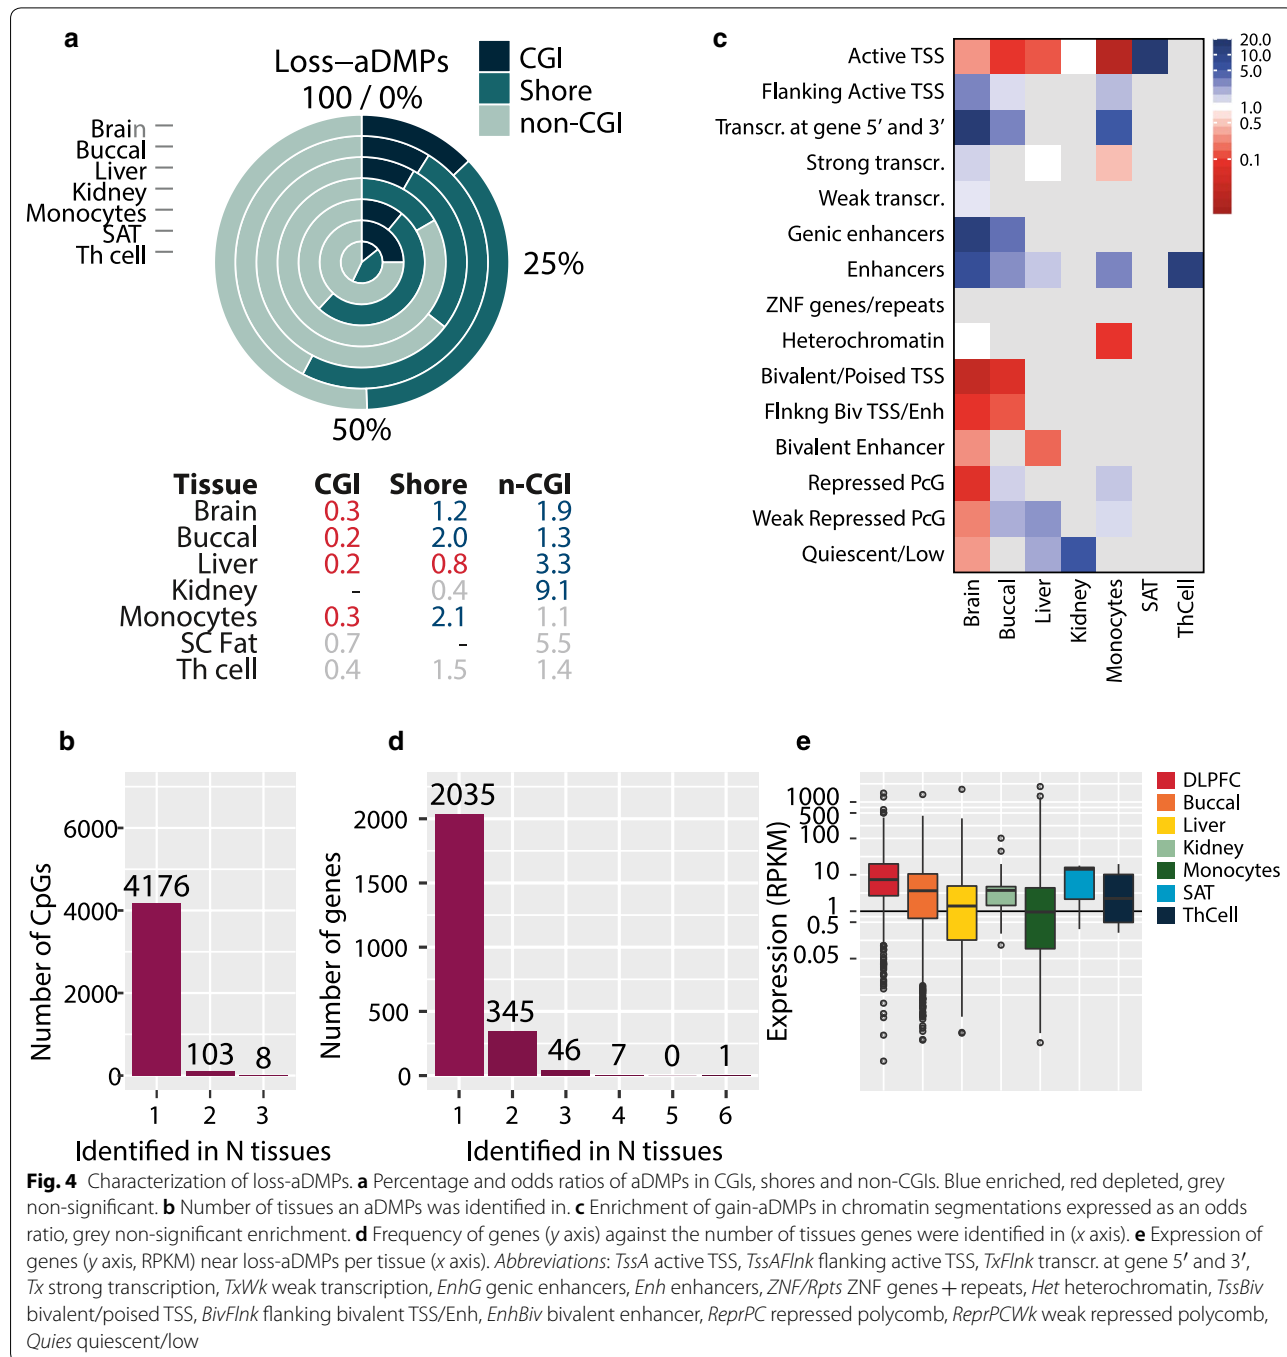 a
Loss–aDMPs
100 / 0%
CGI
Shore
non-CGI
Brain
Buccal
Liver
Kidney
Monocytes
SAT
Th cell
25%
50%
Tissue CGI Shore n-CGI
Brain 0.3 1.2 1.9
Buccal 0.2 2.0 1.3
Liver 0.2 0.8 3.3
Kidney - 0.4 9.1
Monocytes 0.3 2.1 1.1
SC Fat 0.7 - 5.5
Th cell 0.4 1.5 1.4
c
Active TSS
Flanking Active TSS
Transcr. at gene 5′ and 3′
Strong transcr.
Weak transcr.
Genic enhancers
Enhancers
ZNF genes/repeats
Heterochromatin
Bivalent/Poised TSS
Flnkng Biv TSS/Enh
Bivalent Enhancer
Repressed PcG
Weak Repressed PcG
Quiescent/Low
Brain
Buccal
Liver
Kidney
Monocytes
SAT
ThCell
20.0
10.0
5.0
1.0
0.5
0.1
b
Number of CpGs
6000
4000
2000
0
4176
103
8
1 2 3
Identified in N tissues
d
Number of genes
2000
1500
1000
500
0
2035
345
46
7
0
1
1 2 3 4 5 6
Identified in N tissues
e
Expression (RPKM)
1000
500
100
10
1
0.5
0.05
DLPFC
Buccal
Liver
Kidney
Monocytes
SAT
ThCell
Fig. 4 Characterization of loss-aDMPs. a Percentage and odds ratios of aDMPs in CGIs, shores and non-CGIs. Blue enriched, red depleted, grey
non-significant. b Number of tissues an aDMPs was identified in. c Enrichment of gain-aDMPs in chromatin segmentations expressed as an odds
ratio, grey non-significant enrichment. d Frequency of genes (y axis) against the number of tissues genes were identified in (x axis). e Expression of
genes (y axis, RPKM) near loss-aDMPs per tissue (x axis). Abbreviations: TssA active TSS, TssAFlnk flanking active TSS, TxFlnk transcr. at gene 5′ and 3′,
Tx strong transcription, TxWk weak transcription, EnhG genic enhancers, Enh enhancers, ZNF/Rpts ZNF genes + repeats, Het heterochromatin, TssBiv
bivalent/poised TSS, BivFlnk flanking bivalent TSS/Enh, EnhBiv bivalent enhancer, ReprPC repressed polycomb, ReprPCWk weak repressed polycomb,
Quies quiescent/low